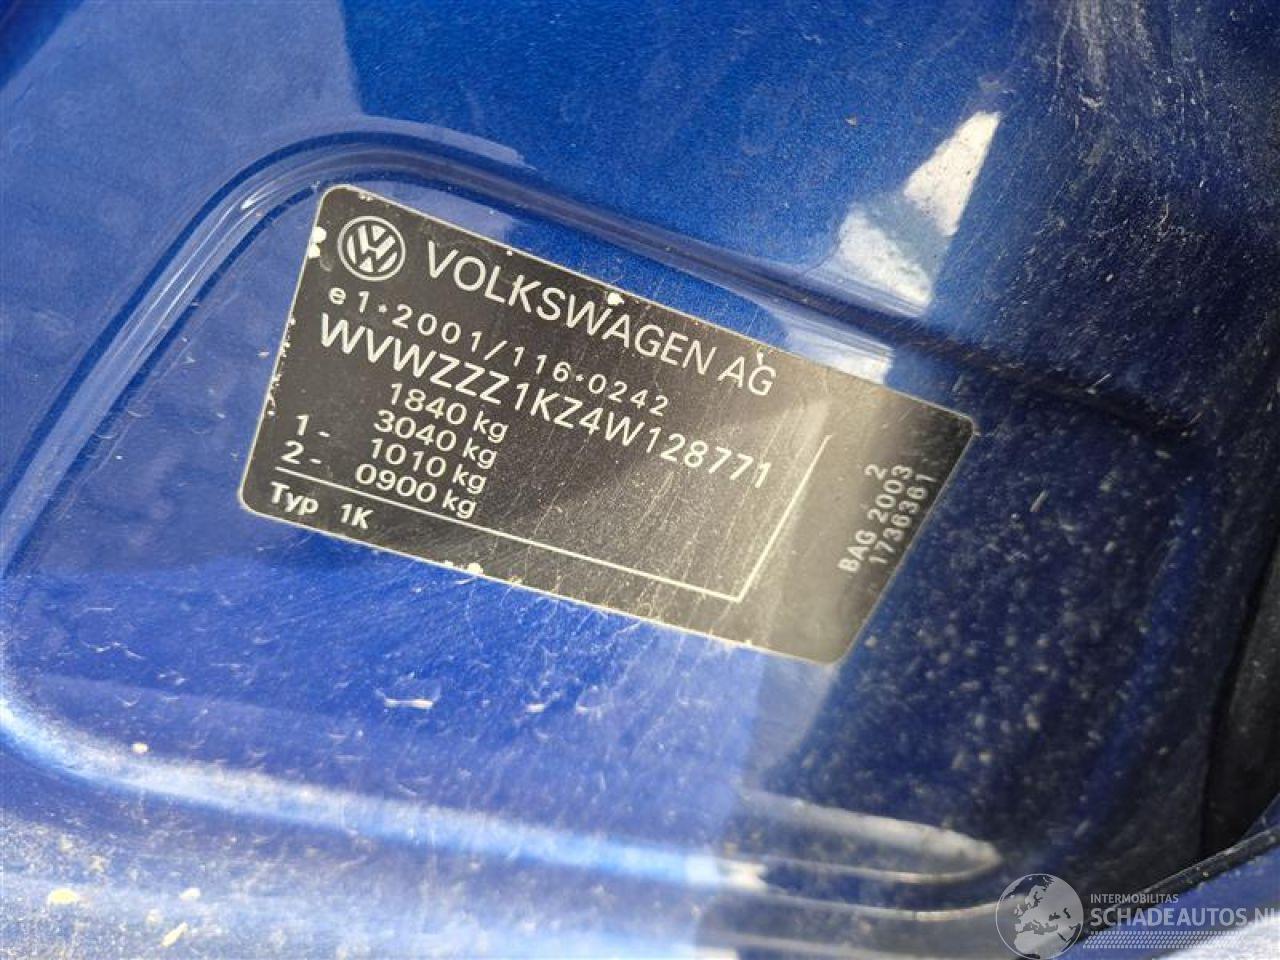 VOLKSWAGEN AG
e1*2001/116*0242
WVWZZZ1KZ4W128771
1840 kg
3040 kg
1- 1010 kg
2- 0900 kg
Typ 1K
2
BAG 2003
1736361
INTERMOBILITAS
SCHADEAUTOS.NL